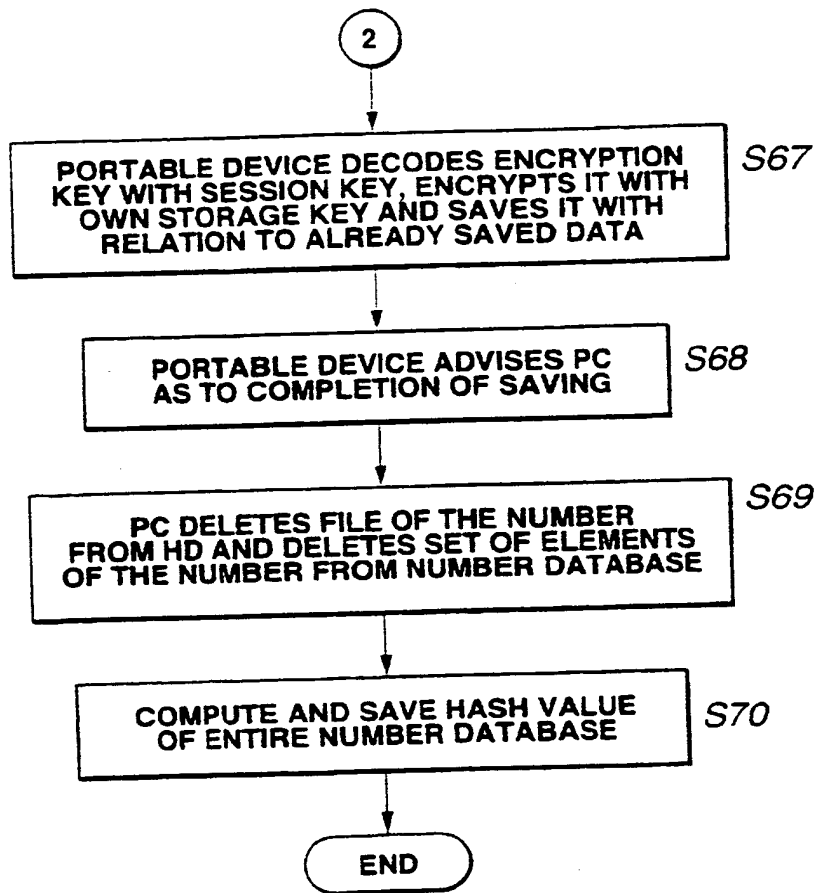 2
PORTABLE DEVICE DECODES ENCRYPTION
KEY WITH SESSION KEY, ENCRYPTS IT WITH
OWN STORAGE KEY AND SAVES IT WITH
RELATION TO ALREADY SAVED DATA
S67
PORTABLE DEVICE ADVISES PC
AS TO COMPLETION OF SAVING
S68
PC DELETES FILE OF THE NUMBER
FROM HD AND DELETES SET OF ELEMENTS
OF THE NUMBER FROM NUMBER DATABASE
S69
COMPUTE AND SAVE HASH VALUE
OF ENTIRE NUMBER DATABASE
S70
END